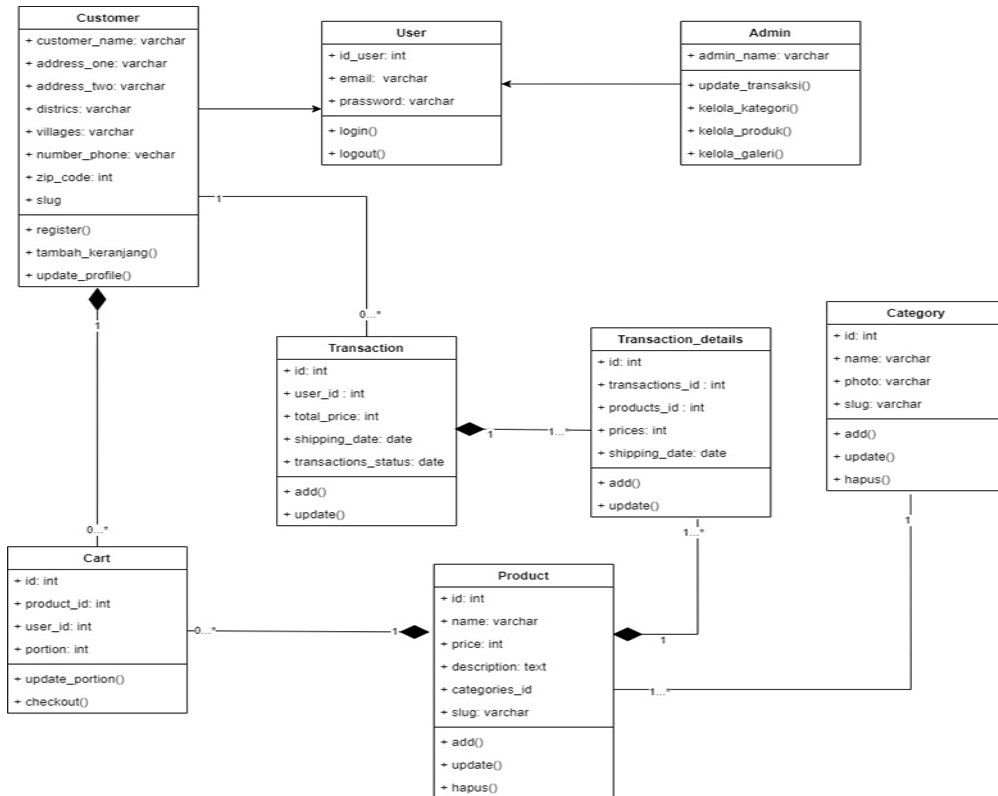 Customer
+ customer_name: varchar
+ address_one: varchar
+ address_two: varchar
+ districs: varchar
+ villages: varchar
+ number_phone: vechar
+ zip_code: int
+ slug
+ register()
+ tambah_keranjang()
+ update_profile()
User
+ id_user: int
+ email: varchar
+ prassword: varchar
+ login()
+ logout()
Admin
+ admin_name: varchar
+ update_transaksi()
+ kelola_kategori()
+ kelola_produk()
+ kelola_galeri()
1
0...*
1
0...*
Transaction
+ id: int
+ user_id : int
+ total_price: int
+ shipping_date: date
+ transactions_status: date
+ add()
+ update()
1
1...*
Transaction_details
+ id: int
+ transactions_id : int
+ products_id : int
+ prices: int
+ shipping_date: date
+ add()
+ update()
Category
+ id: int
+ name: varchar
+ photo: varchar
+ slug: varchar
+ add()
+ update()
+ hapus()
1
1...*
1...*
1
Cart
+ id: int
+ product_id: int
+ user_id: int
+ portion: int
+ update_portion()
+ checkout()
0...*
1
Product
+ id: int
+ name: varchar
+ price: int
+ description: text
+ categories_id
+ slug: varchar
+ add()
+ update()
+ hapus()